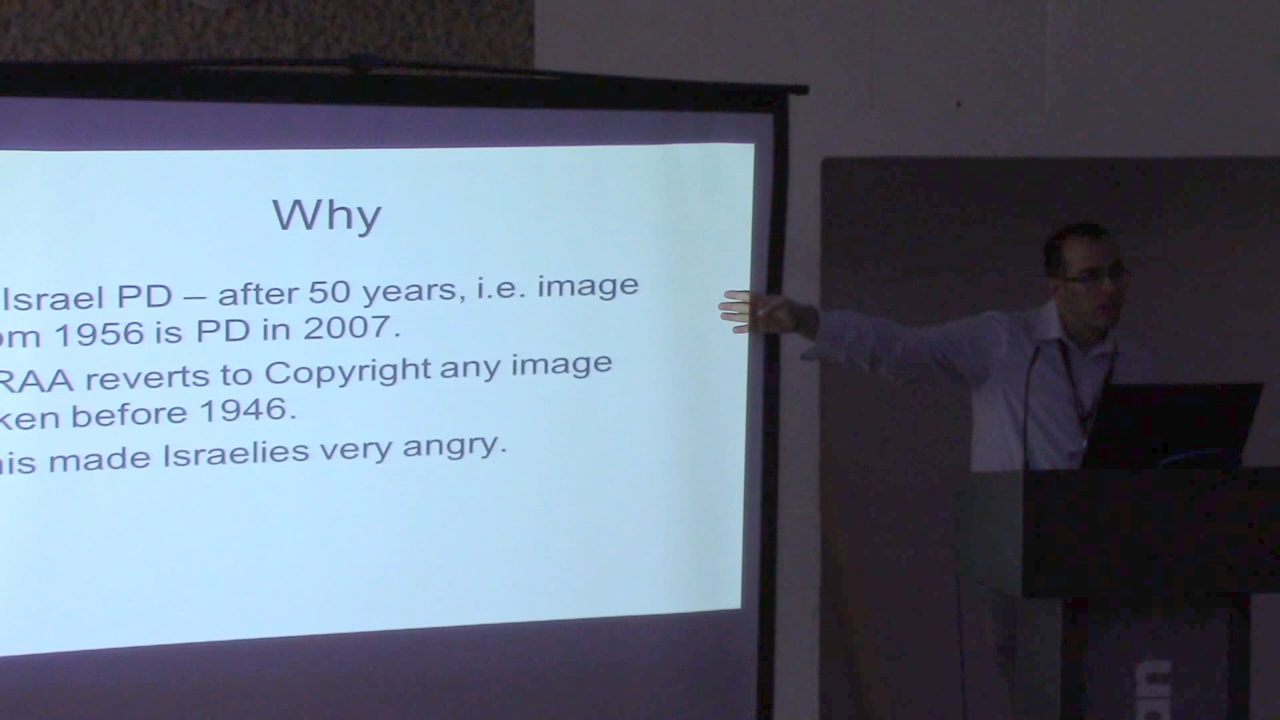 Why
Israel PD – after 50 years, i.e. image
om 1956 is PD in 2007.
RAA reverts to Copyright any image
ken before 1946.
is made Israelies very angry.